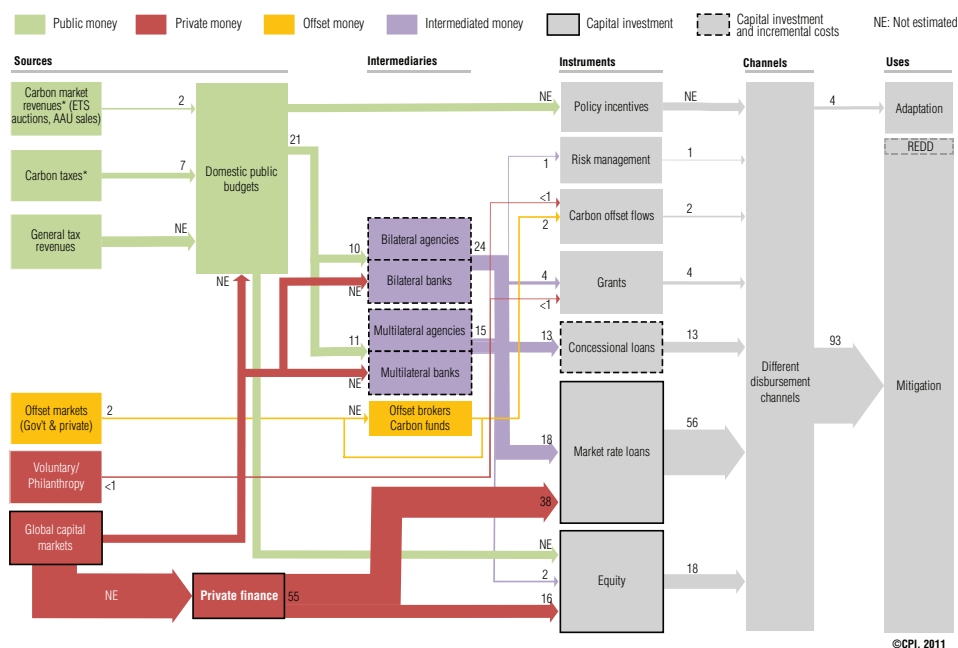 Public money
Private money
Offset money
Intermediated money
Capital investment
Capital investment
and incremental costs
NE: Not estimated
Sources
Intermediaries
Instruments
Channels
Uses
Carbon market
revenues* (ETS
auctions, AAU sales)
2
Carbon taxes*
7
General tax
revenues
NE
Domestic public
budgets
21
NE
Offset markets
(Gov't & private)
2
Voluntary/
Philanthropy
<1
Global capital
markets
NE
Private finance
55
10
Bilateral agencies
24
NE
Bilateral banks
11
Multilateral agencies
15
NE
Multilateral banks
NE
Offset brokers
Carbon funds
NE
Policy incentives
NE
1
Risk management
1
<1
2
Carbon offset flows
2
4
<1
Grants
4
13
Concessional loans
13
18
38
Market rate loans
56
NE
2
16
Equity
18
Different
disbursement
channels
4
93
Adaptation
REDD
Mitigation
©CPI, 2011